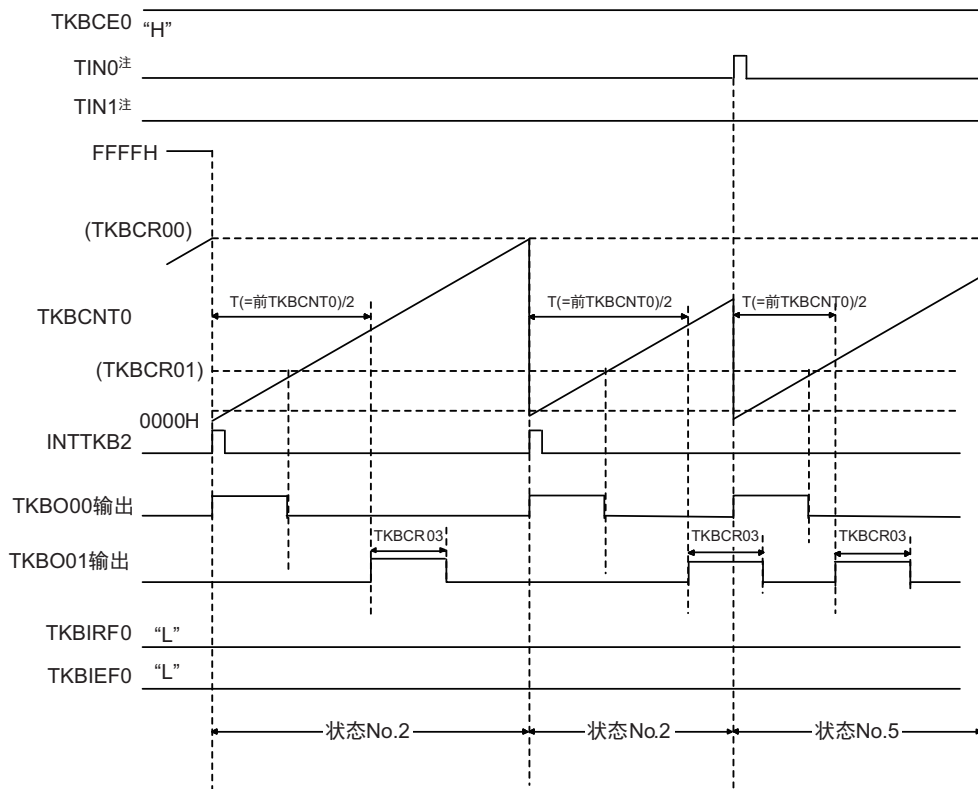 TKBCE0 “H”
TIN0注
TIN1注
FFFFH
(TKBCR00)
T(=前TKBCNT0)/2 T(=前TKBCNT0)/2 T(=前TKBCNT0)/2
TKBCNT0
(TKBCR01)
0000H
INTTKB2
TKBO00输出
TKBCR03 TKBCR03 TKBCR03
TKBO01输出
TKBIRF0 “L”
TKBIEF0 “L”
状态No.2 状态No.2 状态No.5